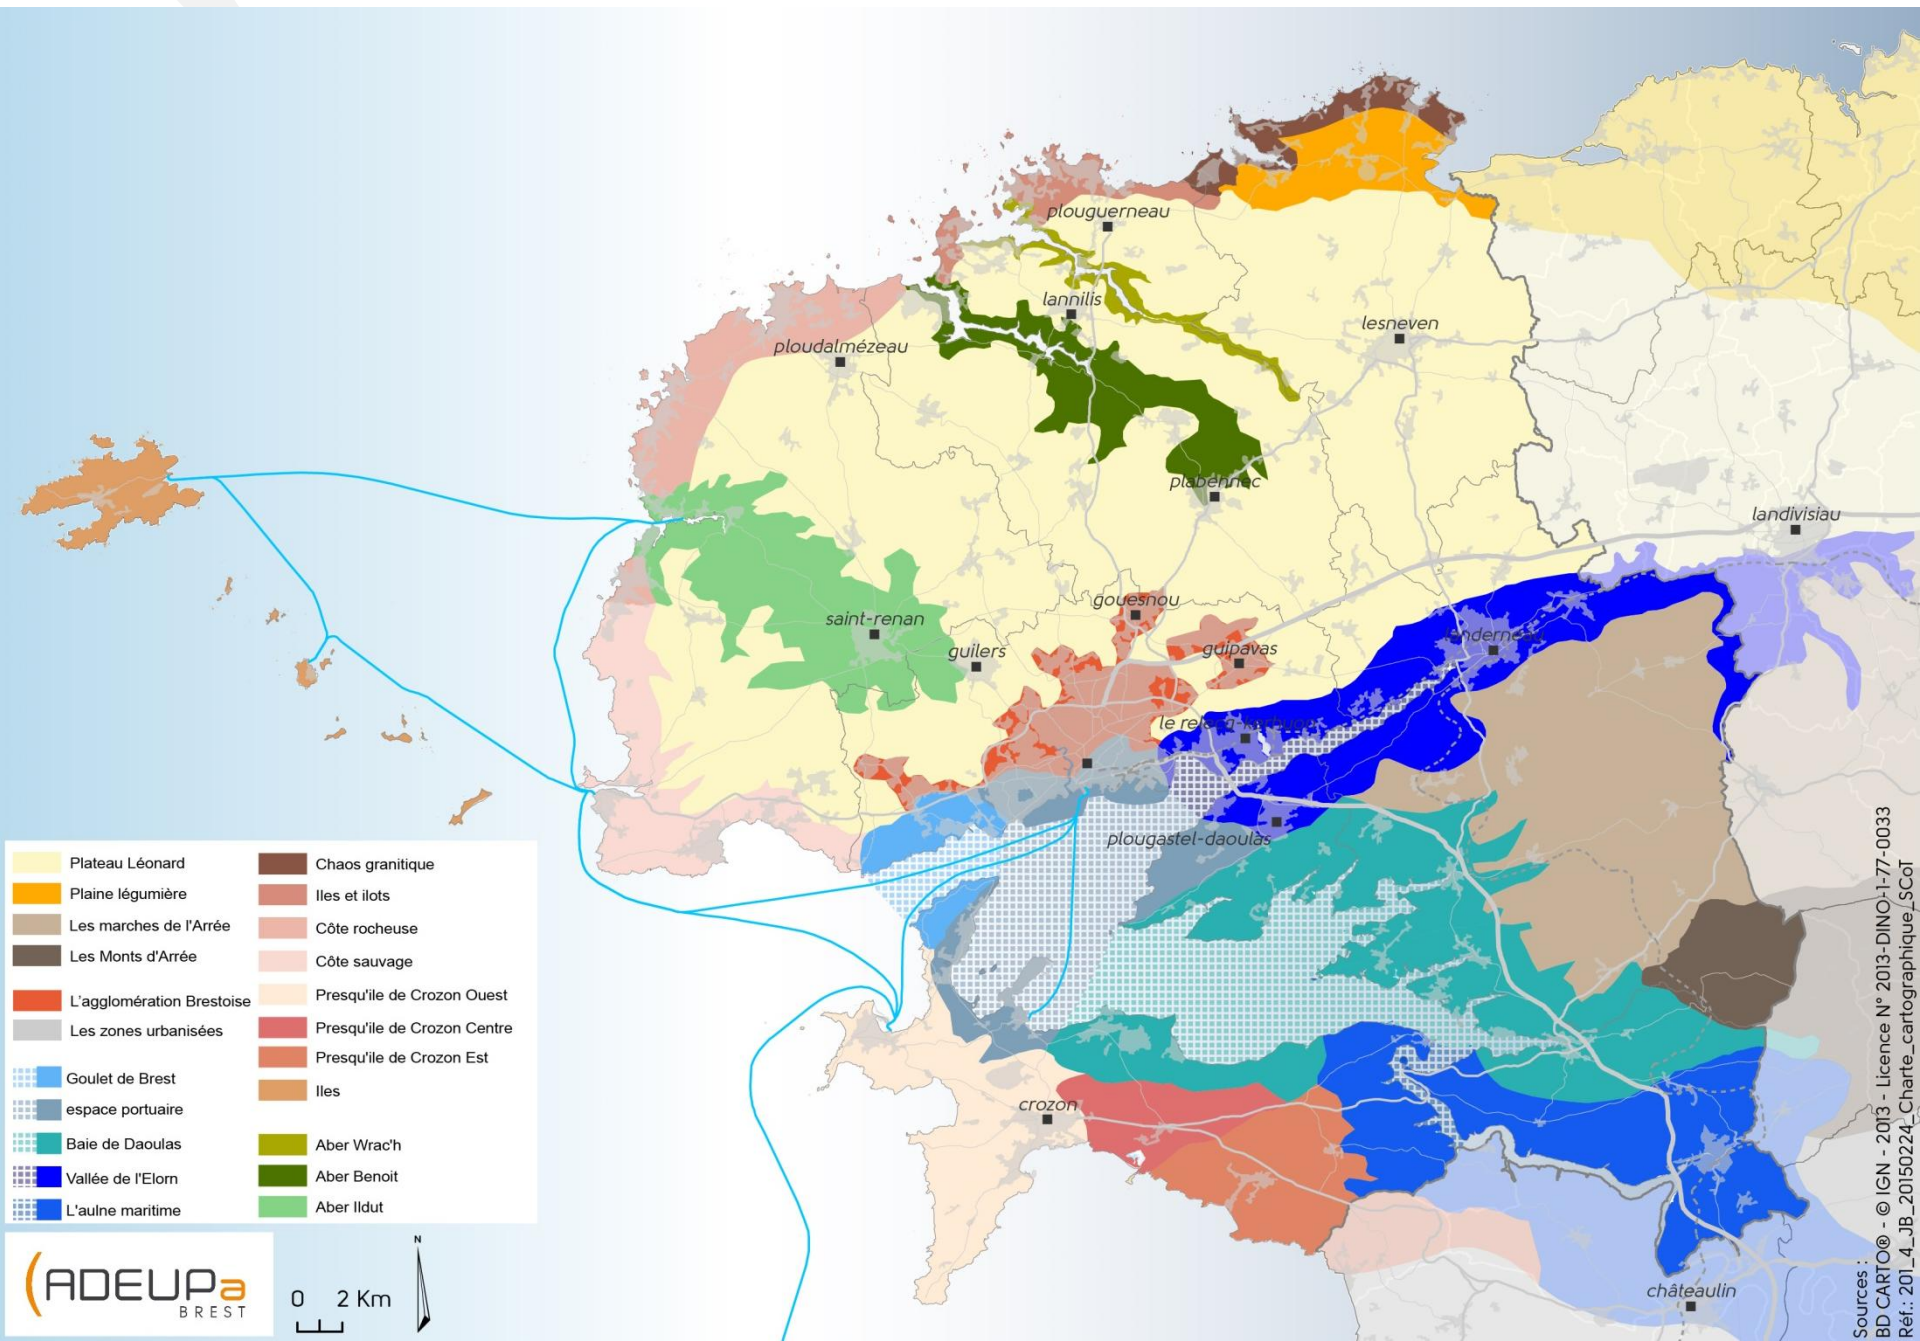 plouguerneau
lannilis
lesneven
ploudalmézeau
plabennec
landivisiau
gouesnou
saint-renan
guilers
guipavas
landerneau
le relecq-kerhuon
plougastel-daoulas
crozon
châteaulin
Plateau Léonard
Plaine légumière
Les marches de l'Arrée
Les Monts d'Arrée
L'agglomération Brestoise
Les zones urbanisées
Goulet de Brest
espace portuaire
Baie de Daoulas
Vallée de l'Elorn
L'aulne maritime
Chaos granitique
Iles et ilots
Côte rocheuse
Côte sauvage
Presqu'ile de Crozon Ouest
Presqu'ile de Crozon Centre
Presqu'ile de Crozon Est
Iles
Aber Wrac'h
Aber Benoit
Aber Ildut
ADEUPa
BREST
0 2 Km
N
Sources :
BD CARTO® - © IGN - 2013 - Licence N° 2013-DINO-1-77-0033
Réf.: 201_4_JB_20150224_Charte_cartographique_SCoT